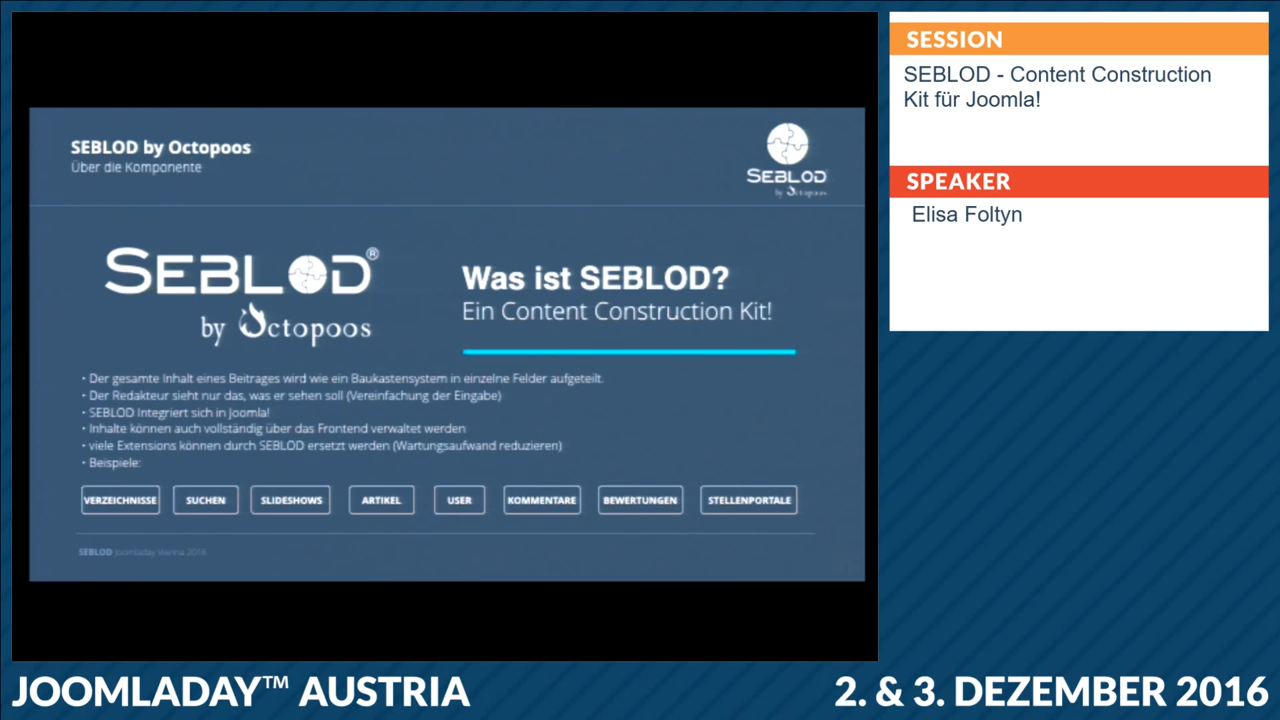 SEBLOD by Octopoos
Über die Komponente
SEBLOD
by Octopoos
SEBLOD®
by Octopoos
Was ist SEBLOD?
Ein Content Construction Kit!
• Der gesamte Inhalt eines Beitrages wird wie ein Baukastensystem in einzelne Felder aufgeteilt.
• Der Redakteur sieht nur das, was er sehen soll (Vereinfachung der Eingabe)
• SEBLOD Integriert sich in Joomla!
• Inhalte können auch vollständig über das Frontend verwaltet werden
• viele Extensions können durch SEBLOD ersetzt werden (Wartungsaufwand reduzieren)
• Beispiele:
VERZEICHNISSE SUCHEN SLIDESHOWS ARTIKEL USER KOMMENTARE BEWERTUNGEN STELLENPORTALE
SEBLOD Joomladay Vienna 2016
SESSION
SEBLOD - Content Construction
Kit für Joomla!
SPEAKER
Elisa Foltyn
JOOMLADAY™ AUSTRIA
2. & 3. DEZEMBER 2016